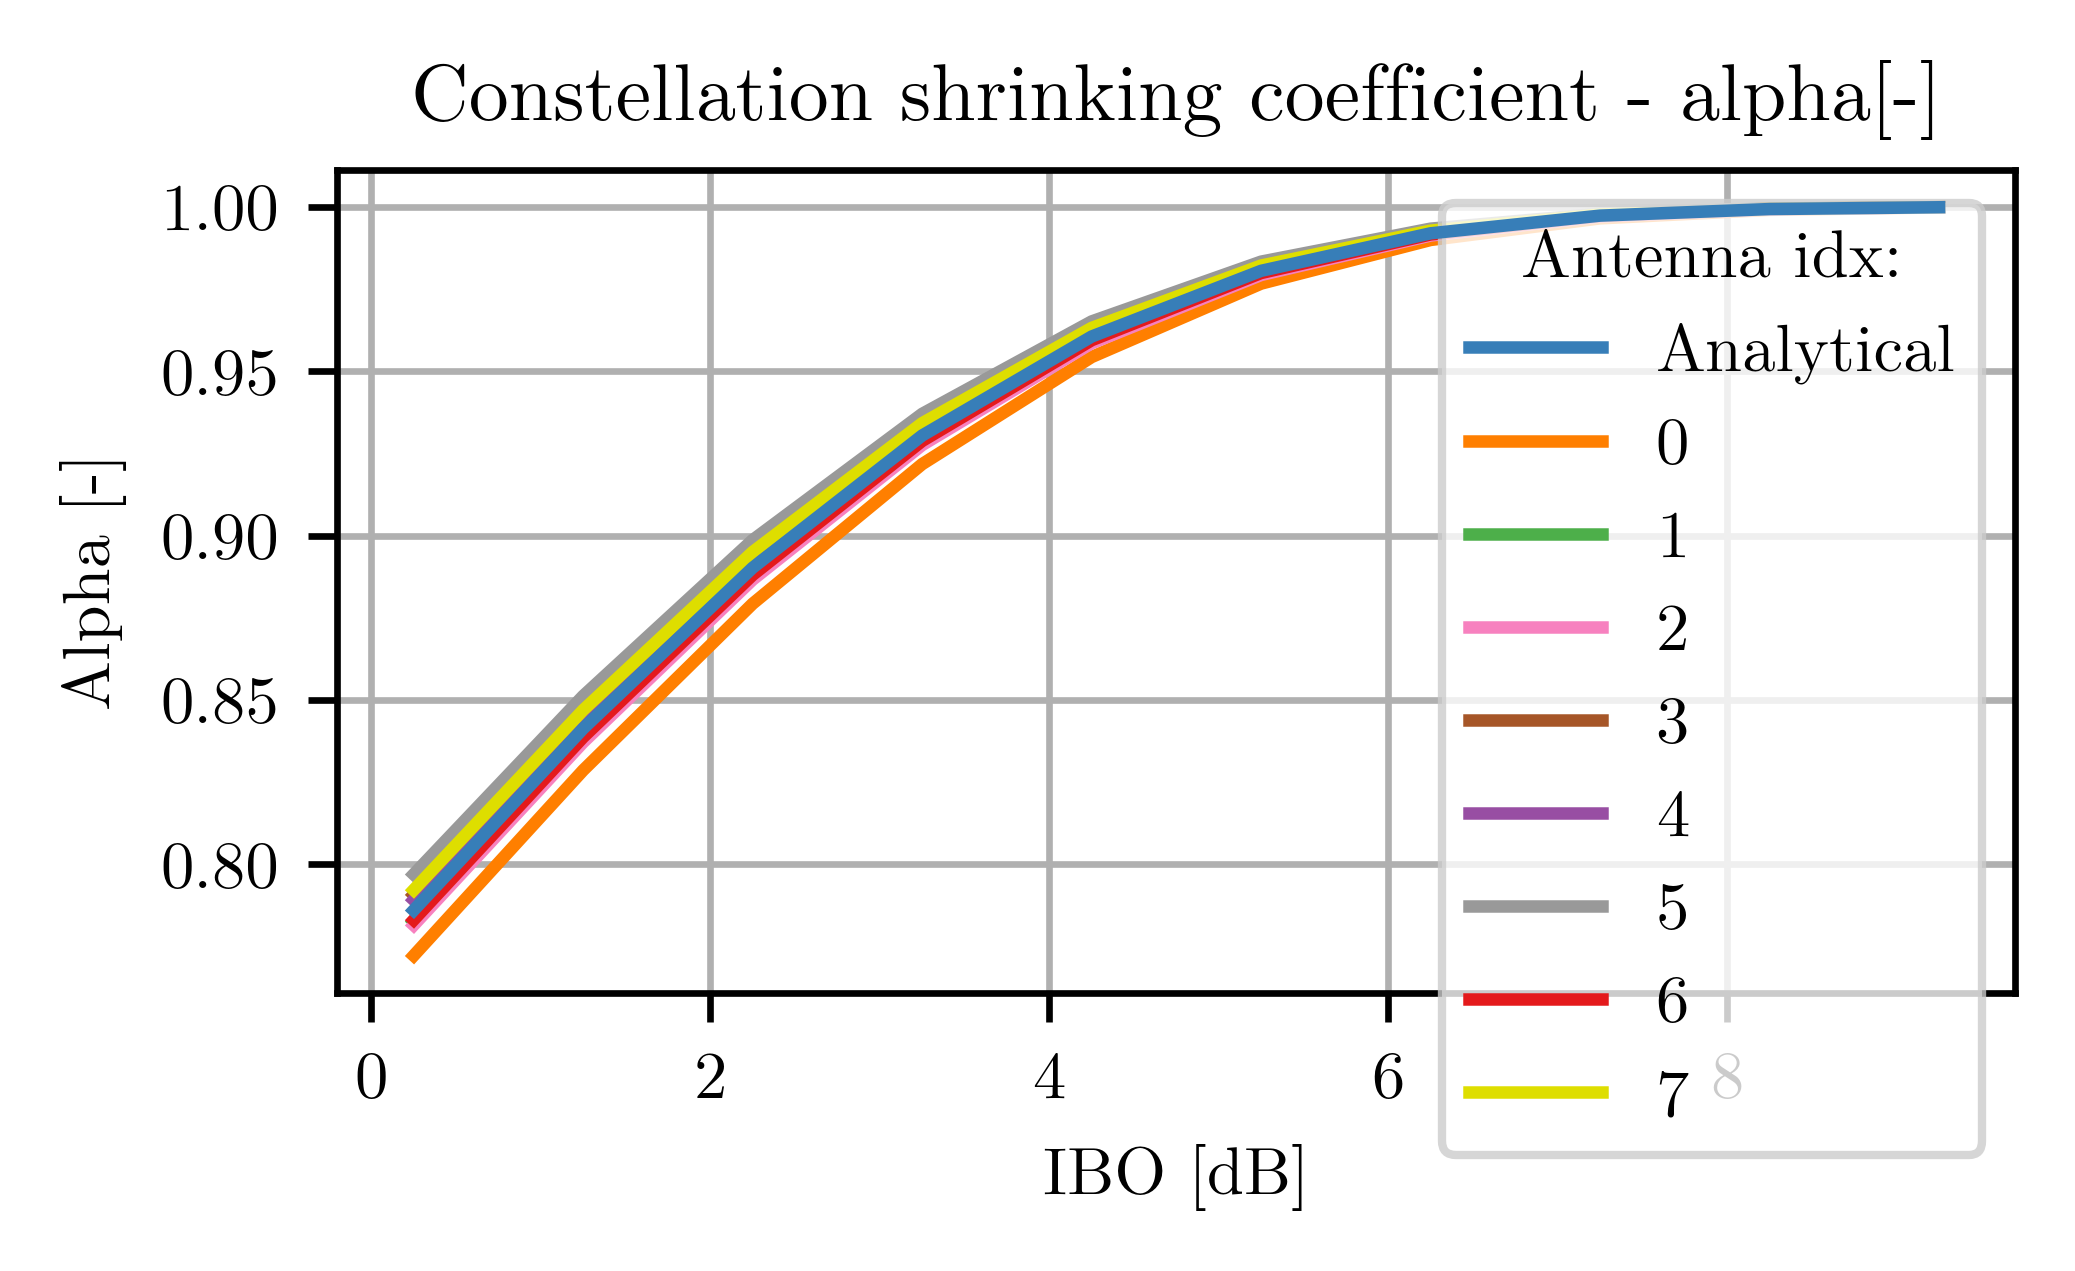 Constellation shrinking coefficient - alpha[-]
Alpha [-]
1.00
0.95
0.90
0.85
0.80
0 2 4 6 8
IBO [dB]
Antenna idx:
Analytical
0
1
2
3
4
5
6
7